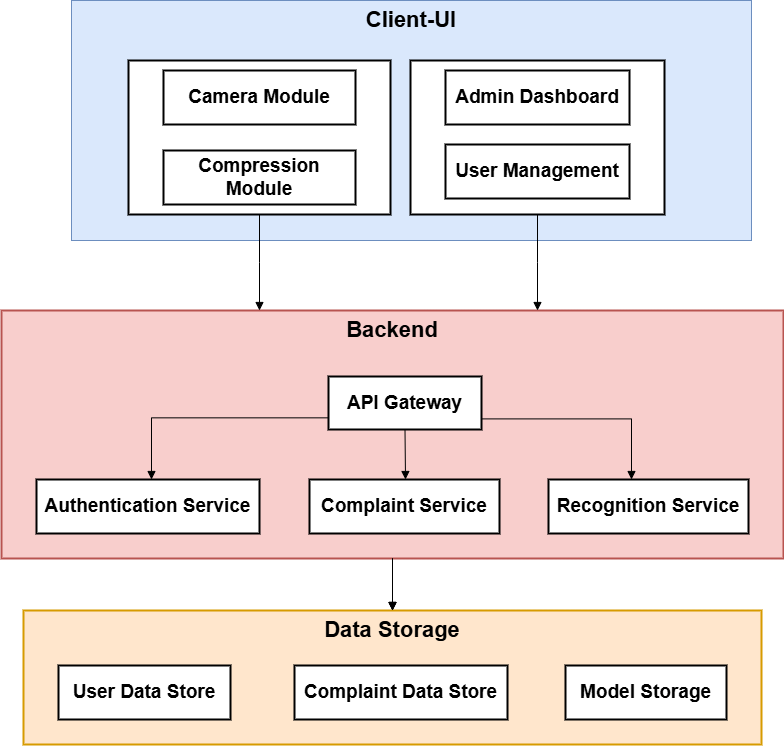 Client-UI
Camera Module
Compression
Module
Admin Dashboard
User Management
Backend
API Gateway
Authentication Service
Complaint Service
Recognition Service
Data Storage
User Data Store
Complaint Data Store
Model Storage